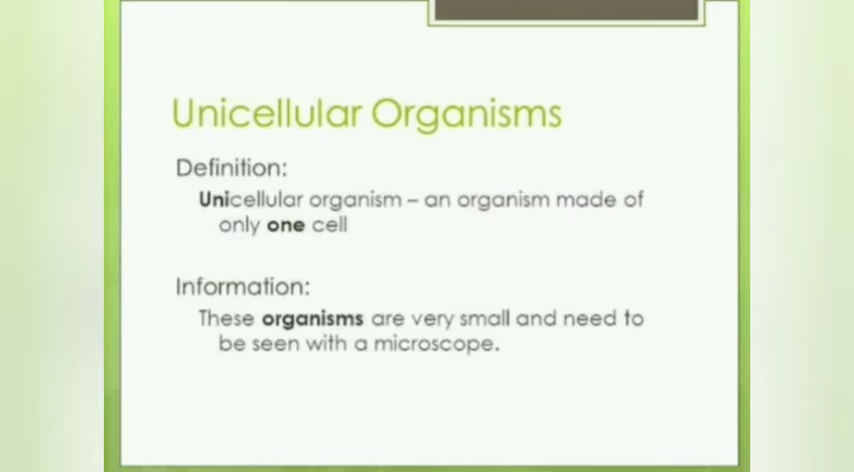 Unicellular Organisms
Definition:
Unicellular organism – an organism made of
only one cell
Information:
These organisms are very small and need to
be seen with a microscope.